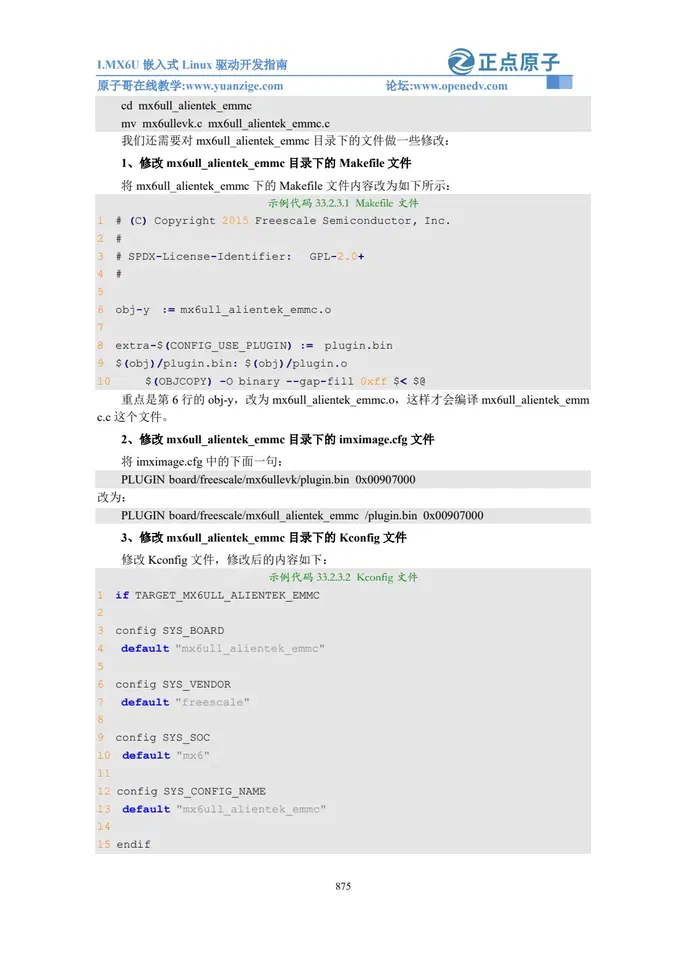 I.MX6U 嵌入式 Linux 驱动开发指南
正点原子
原子哥在线教学:www.yuanzige.com 论坛:www.openedv.com
cd mx6ull_alientek_emmc
mv mx6ullevk.c mx6ull_alientek_emmc.c
我们还需要对 mx6ull_alientek_emmc 目录下的文件做一些修改：
1、修改 mx6ull_alientek_emmc 目录下的 Makefile 文件
将 mx6ull_alientek_emmc 下的 Makefile 文件内容改为如下所示：
示例代码 33.2.3.1 Makefile 文件
1 # (C) Copyright 2015 Freescale Semiconductor, Inc.
2 #
3 # SPDX-License-Identifier: GPL-2.0+
4 #
5
6 obj-y := mx6ull_alientek_emmc.o
7
8 extra-$(CONFIG_USE_PLUGIN) := plugin.bin
9 $(obj)/plugin.bin: $(obj)/plugin.o
10 $(OBJCOPY) -O binary --gap-fill 0xff $< $@
重点是第 6 行的 obj-y，改为 mx6ull_alientek_emmc.o，这样才会编译 mx6ull_alientek_emm
c.c 这个文件。
2、修改 mx6ull_alientek_emmc 目录下的 imximage.cfg 文件
将 imximage.cfg 中的下面一句：
PLUGIN board/freescale/mx6ullevk/plugin.bin 0x00907000
改为：
PLUGIN board/freescale/mx6ull_alientek_emmc /plugin.bin 0x00907000
3、修改 mx6ull_alientek_emmc 目录下的 Kconfig 文件
修改 Kconfig 文件，修改后的内容如下：
示例代码 33.2.3.2 Kconfig 文件
1 if TARGET_MX6ULL_ALIENTEK_EMMC
2
3 config SYS_BOARD
4 default "mx6ull_alientek_emmc"
5
6 config SYS_VENDOR
7 default "freescale"
8
9 config SYS_SOC
10 default "mx6"
11
12 config SYS_CONFIG_NAME
13 default "mx6ull_alientek_emmc"
14
15 endif
875